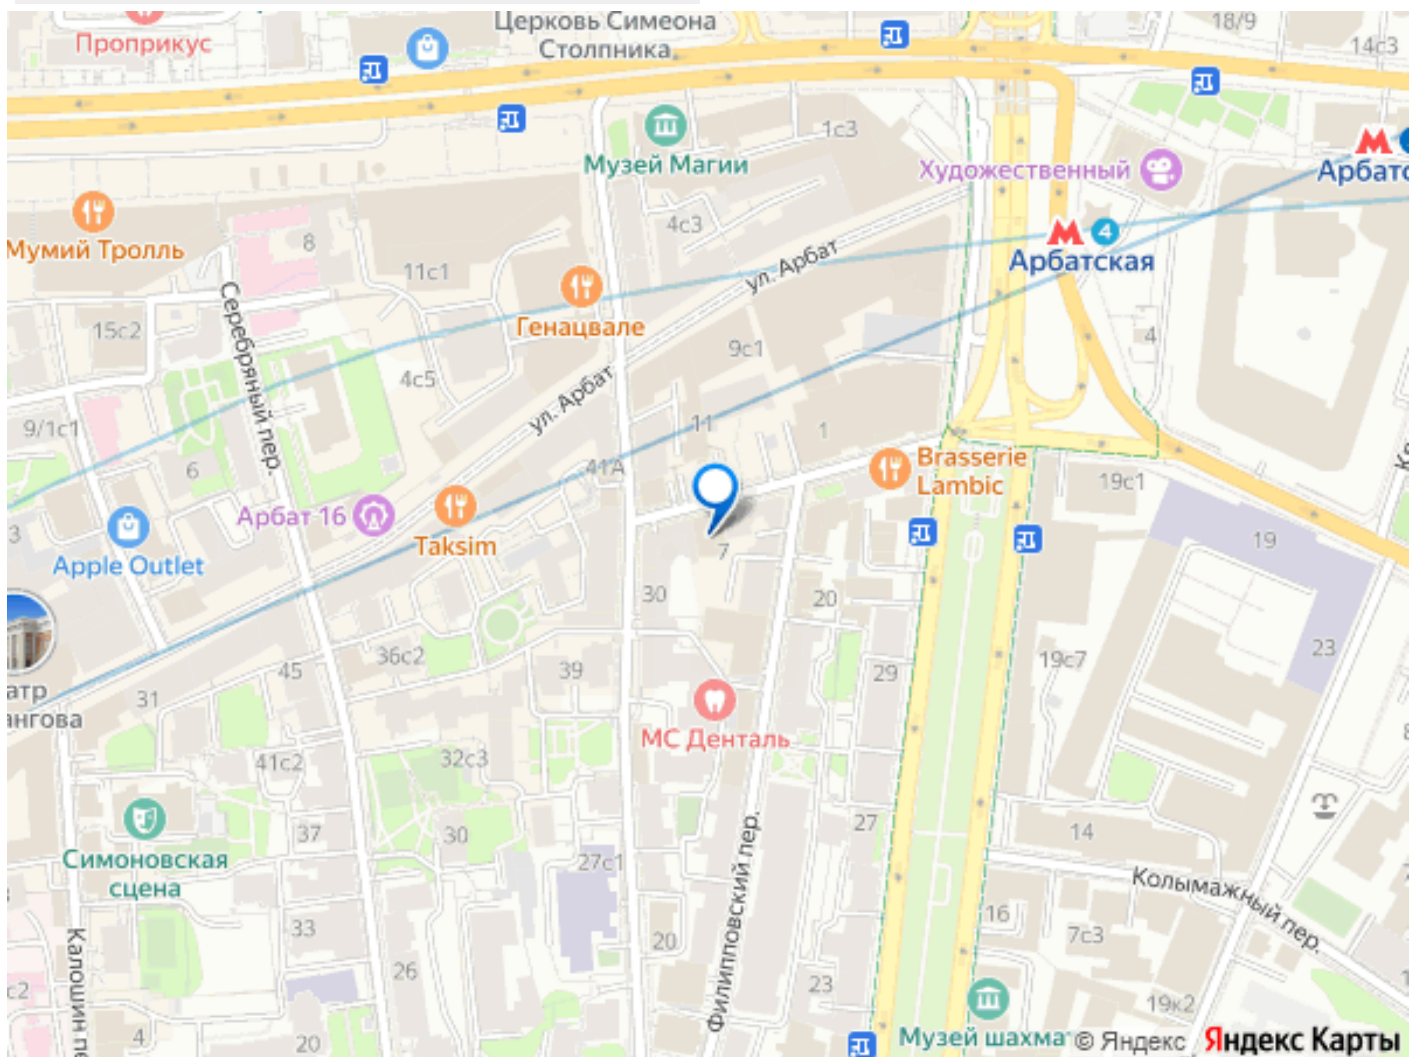 Церковь Симеона
Столпника
18/9
Проприкус
14с3
1с3
Музей Магии
Художественный
Арбатс
4с3
Мумий Тролль
8
11с1
ул. Арбат
4
Арбатская
Генацвале
15с2
Серебряный пер.
9с1
4
4с5
ул. Арбат
9/1с1
11
1
6
41А
Brasserie
Lambic
19с1
Арбат 16
Taksim
3
Apple Outlet
7
19
30
20
36с2
39
45
29
19с7
23
атр
ангова
31
МС Денталь
41с2
32с3
8
37
30
27
14
Симоновская
сцена
27с1
Филипповский пер.
Колымажный пер.
33
20
16
7с3
Калошин пе
26
23
с2
19к2
4
20
Музей шахма
© Яндекс
Яндекс Карты